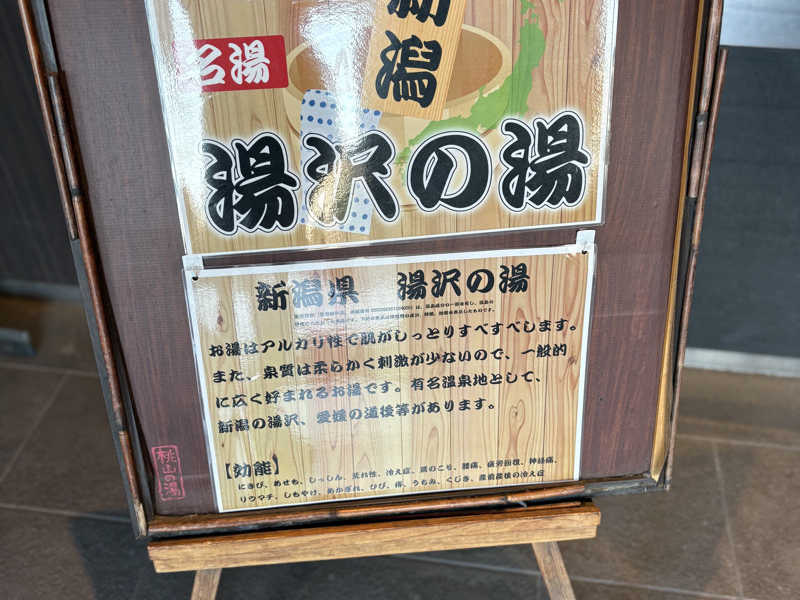 新潟
名湯
湯沢の湯
新潟県 湯沢の湯
お湯はアルカリ性で肌がしっとりすべすべします。
また、泉質は柔らかく刺激が少ないので、一般的
に広く好まれるお湯です。有名温泉地として、
新潟の湯沢、愛媛の道後等があります。
【効能】
にきび、あせも、しっしん、荒れ性、冷え症、肩のこり、腰痛、疲労回復、神経痛、
リウマチ、しもやけ、あかぎれ、ひび、痔、うちみ、くじき、産前産後の冷え症
桃山の湯